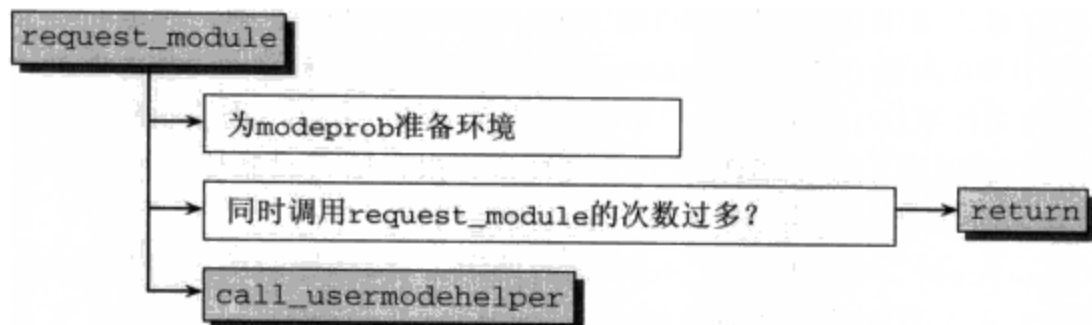 request_module
为modeprob准备环境
同时调用request_module的次数过多？
return
call_usermodehelper